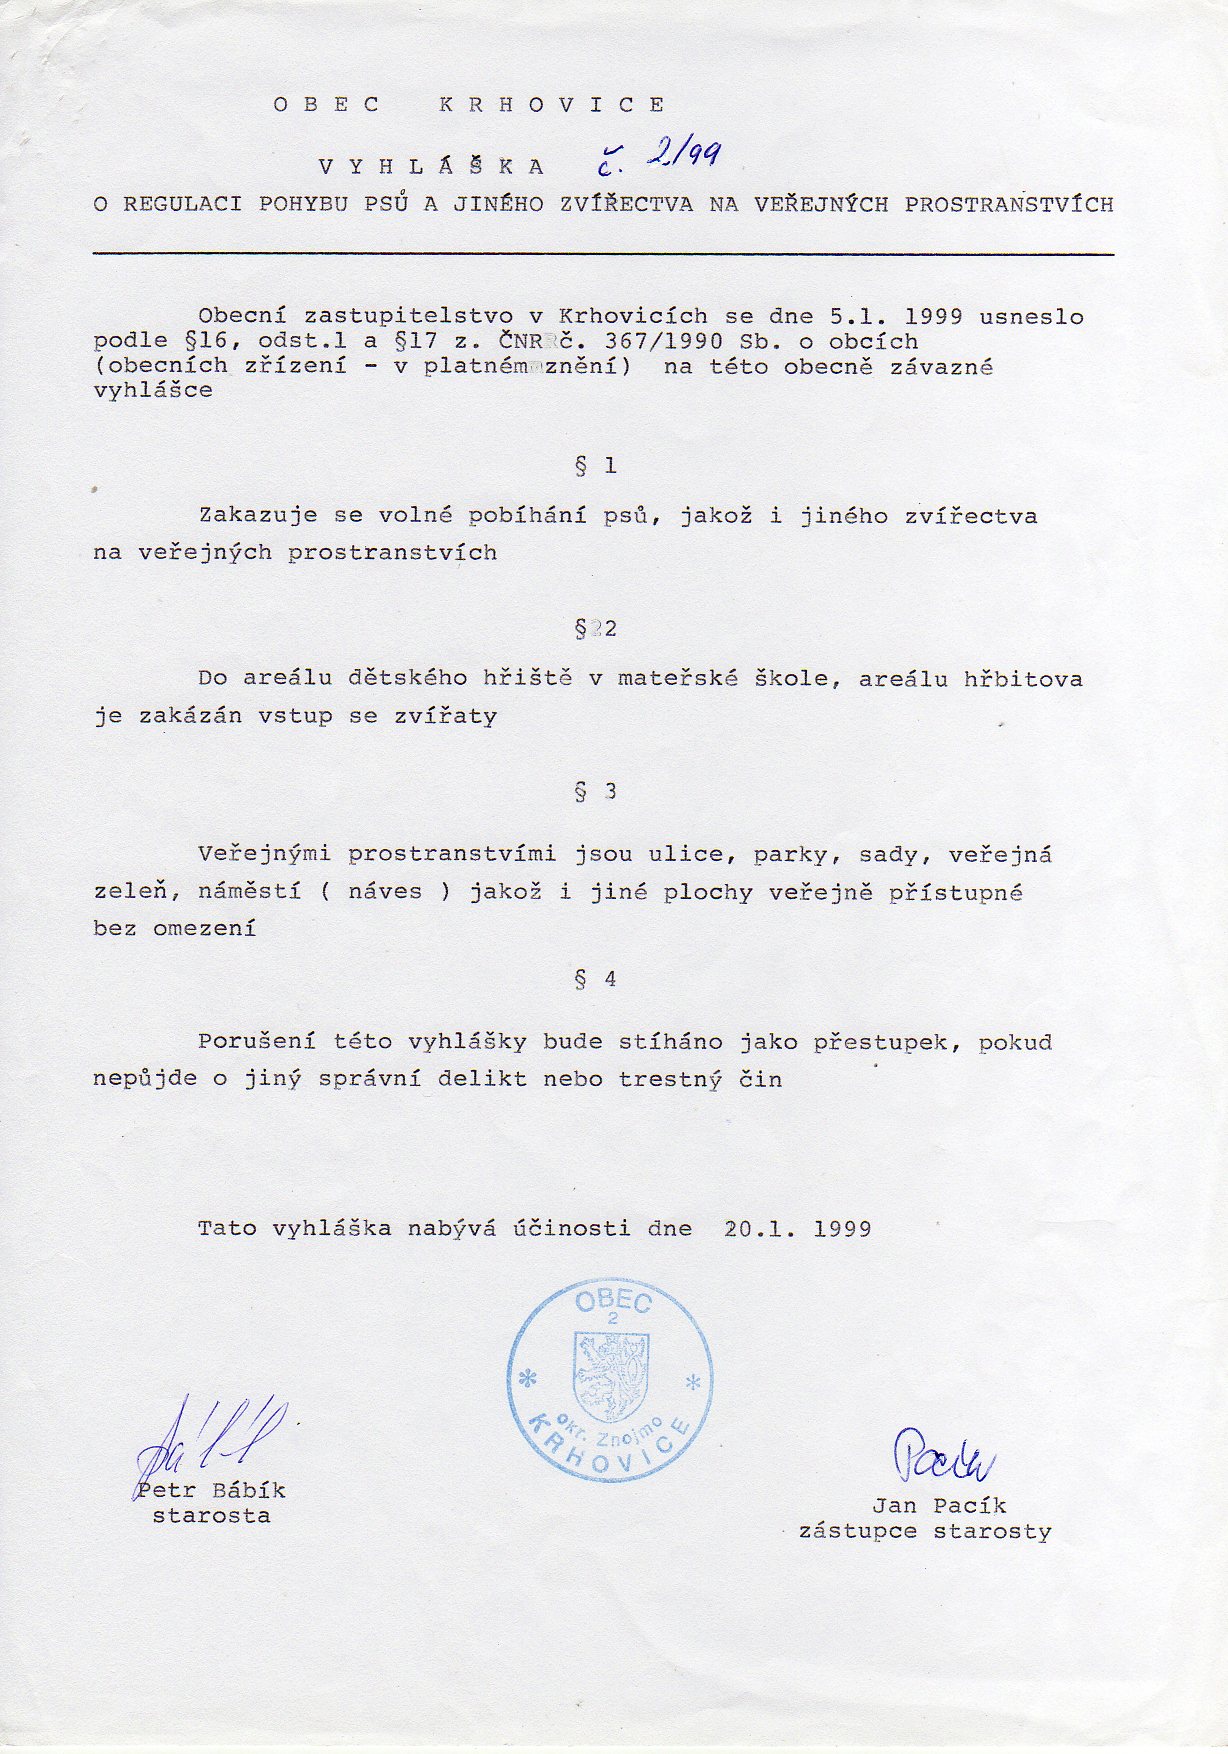 OBEC KRHOVICE
VYHLÁŠKA č. 2/99
O REGULACI POHYBU PSŮ A JINÉHO ZVÍŘECTVA NA VEŘEJNÝCH PROSTRANSTVÍCH
Obecní zastupitelstvo v Krhovicích se dne 5.1. 1999 usneslo
podle §16, odst.1 a §17 z. ČNR č. 367/1990 Sb. o obcích
(obecních zřízení - v platném znění) na této obecně závazné
vyhlášce
§ 1
Zakazuje se volné pobíhání psů, jakož i jiného zvířectva
na veřejných prostranstvích
§ 2
Do areálu dětského hřiště v mateřské škole, areálu hřbitova
je zakázán vstup se zvířaty
§ 3
Veřejnými prostranstvími jsou ulice, parky, sady, veřejná
zeleň, náměstí ( náves ) jakož i jiné plochy veřejně přístupné
bez omezení
§ 4
Porušení této vyhlášky bude stíháno jako přestupek, pokud
nepůjde o jiný správní delikt nebo trestný čin
Tato vyhláška nabývá účinosti dne 20.1. 1999
OBEC
2
okr. Znojmo
* KRHOVICE *
Petr Bábík
starosta
Pacík
Jan Pacík
zástupce starosty